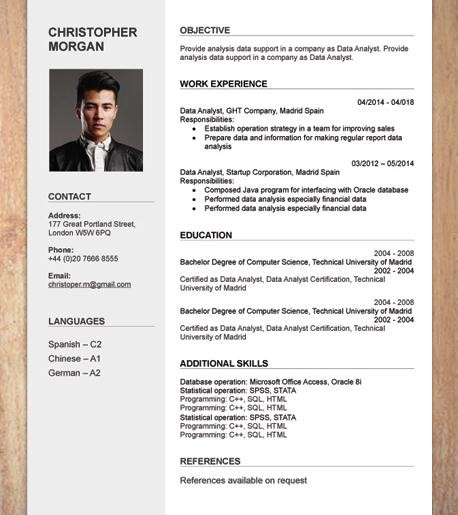 CHRISTOPHER
MORGAN
CONTACT
Address:
177 Great Portland Street,
London W5W 6PQ
Phone:
+44 (0)20 7666 8555
Email:
christoper.m@gmail.com
LANGUAGES
Spanish – C2
Chinese – A1
German – A2
OBJECTIVE
Provide analysis data support in a company as Data Analyst. Provide
analysis data support in a company as Data Analyst.
WORK EXPERIENCE
04/2014 - 04/018
Data Analyst, GHT Company, Madrid Spain
Responsibilities:
● Establish operation strategy in a team for improving sales
● Prepare data and information for making regular report data
analysis
03/2012 – 05/2014
Data Analyst, Startup Corporation, Madrid Spain
Responsibilities:
● Composed Java program for interfacing with Oracle database
● Performed data analysis especially financial data
● Performed data analysis especially financial data
EDUCATION
2004 - 2008
Bachelor Degree of Computer Science, Technical University of Madrid
2002 - 2004
Certified as Data Analyst, Data Analyst Certification, Technical
University of Madrid
2004 - 2008
Bachelor Degree of Computer Science, Technical University of Madrid
2002 - 2004
Certified as Data Analyst, Data Analyst Certification, Technical
University of Madrid
ADDITIONAL SKILLS
Database operation: Microsoft Office Access, Oracle 8i
Statistical operation: SPSS, STATA
Programming: C++, SQL, HTML
Programming: C++, SQL, HTML
Statistical operation: SPSS, STATA
Programming: C++, SQL, HTML
Programming: C++, SQL, HTML
REFERENCES
References available on request